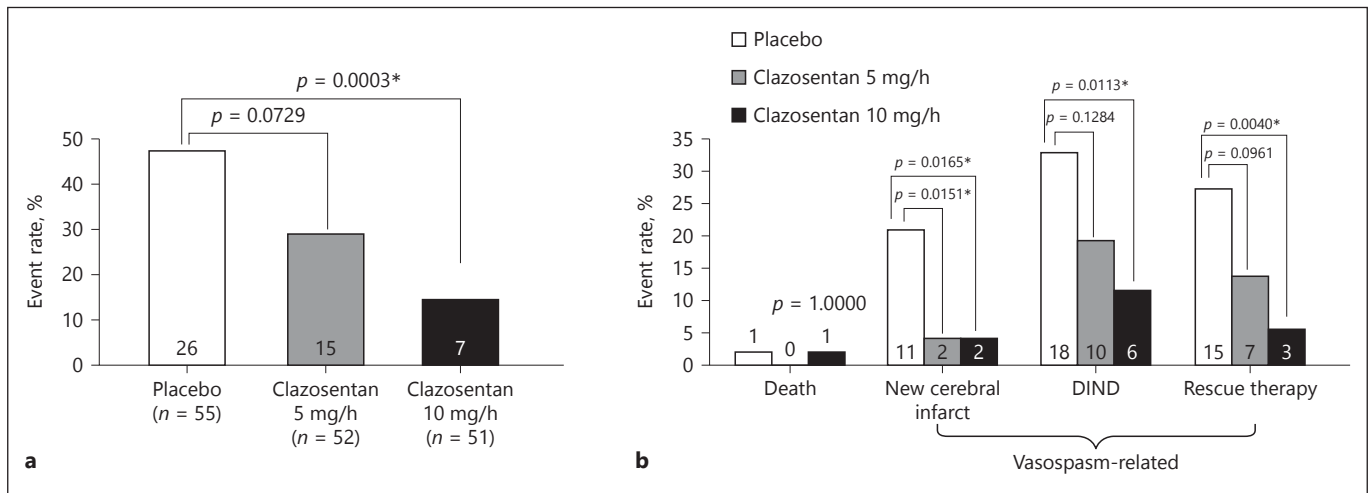 p = 0.0003*
p = 0.0729
50
40
30
20
10
0
Event rate, %
26
15
7
Placebo
(n = 55)
Clazosentan
5 mg/h
(n = 52)
Clazosentan
10 mg/h
(n = 51)
a
Placebo
Clazosentan 5 mg/h
Clazosentan 10 mg/h
35
30
25
20
15
10
5
0
Event rate, %
p = 1.0000
1
0
1
p = 0.0165*
p = 0.0151*
11
2
2
p = 0.0113*
p = 0.1284
18
10
6
p = 0.0040*
p = 0.0961
15
7
3
Death
New cerebral
infarct
DIND
Rescue therapy
Vasospasm-related
b